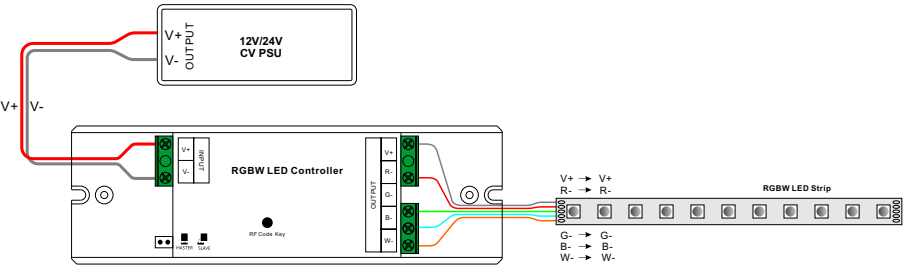 V+
V-
OUTPUT
12V/24V
CV PSU
V+
V-
V+
V-
INPUT
RGBW LED Controller
OUTPUT
V+
R-
G-
B-
W-
RF Code Key
MASTER
SLAVE
V+ → V+
R- → R-
RGBW LED Strip
G- → G-
B- → B-
W- → W-